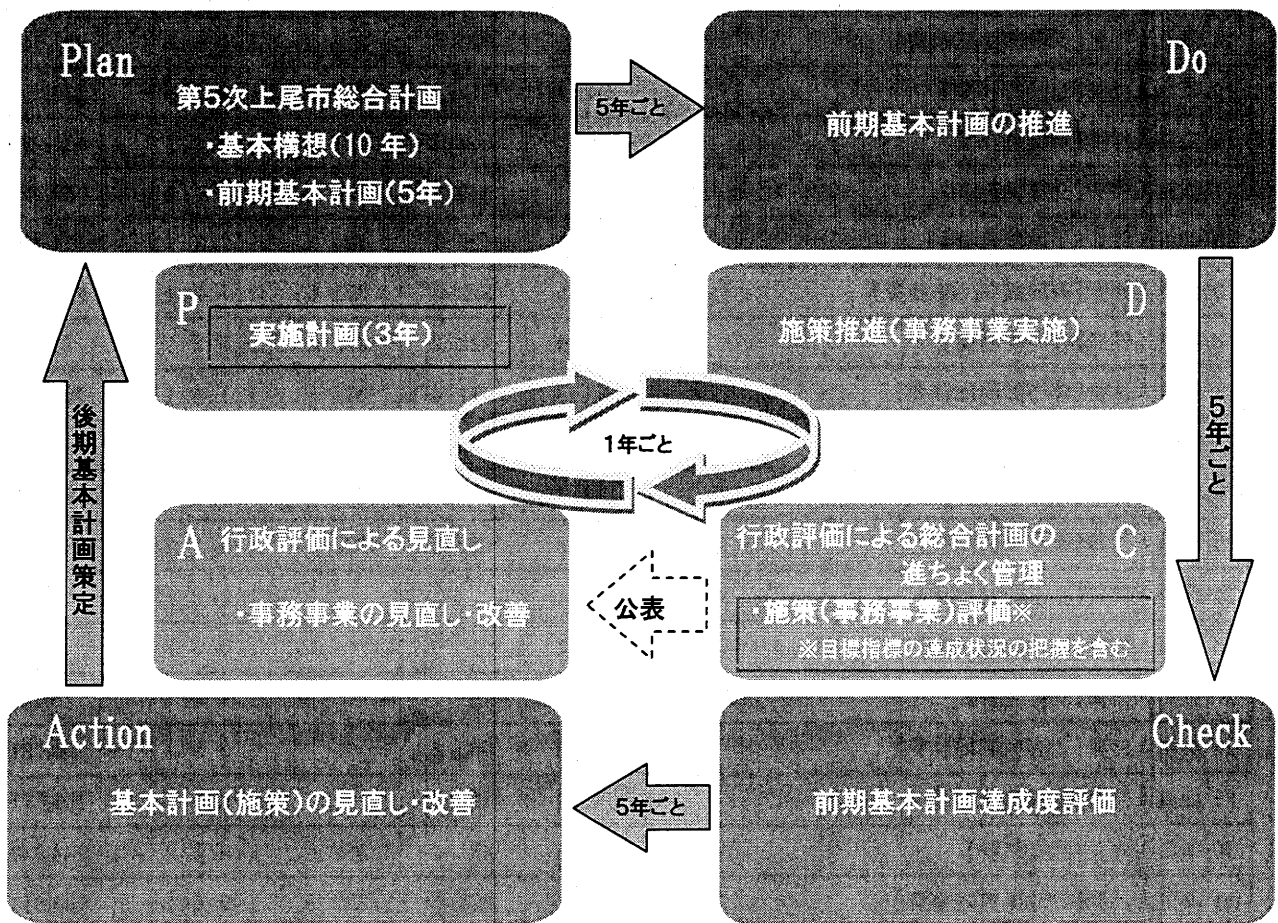 Plan
第5次上尾市総合計画
・基本構想(10年)
・前期基本計画(5年)
5年ごと
Do
前期基本計画の推進
P
実施計画(3年)
D
施策推進(事務事業実施)
後期基本計画策定
1年ごと
5年ごと
A 行政評価による見直し
・事務事業の見直し・改善
公表
行政評価による総合計画の
進ちょく管理
C
・施策(事務事業)評価※
※目標指標の達成状況の把握を含む
Action
基本計画(施策)の見直し・改善
5年ごと
Check
前期基本計画達成度評価